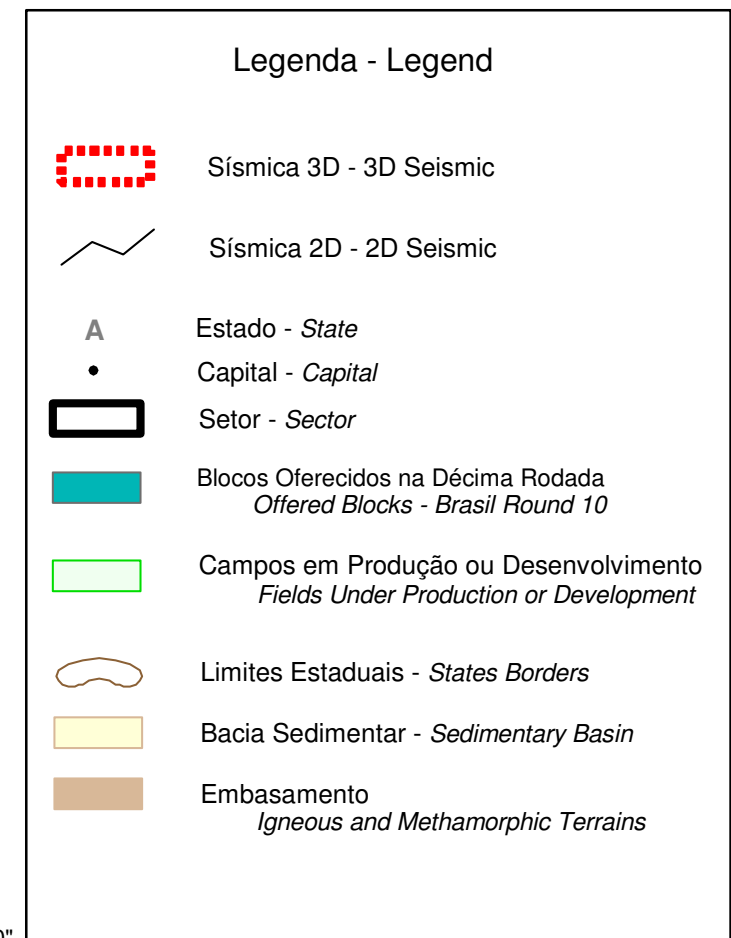 Legenda - Legend
Sísmica 3D - 3D Seismic
Sísmica 2D - 2D Seismic
A Estado - State
Capital - Capital
Setor - Sector
Blocos Oferecidos na Décima Rodada
Offered Blocks - Brasil Round 10
Campos em Produção ou Desenvolvimento
Fields Under Production or Development
Limites Estaduais - States Borders
Bacia Sedimentar - Sedimentary Basin
Embasamento
Igneous and Methamorphic Terrains